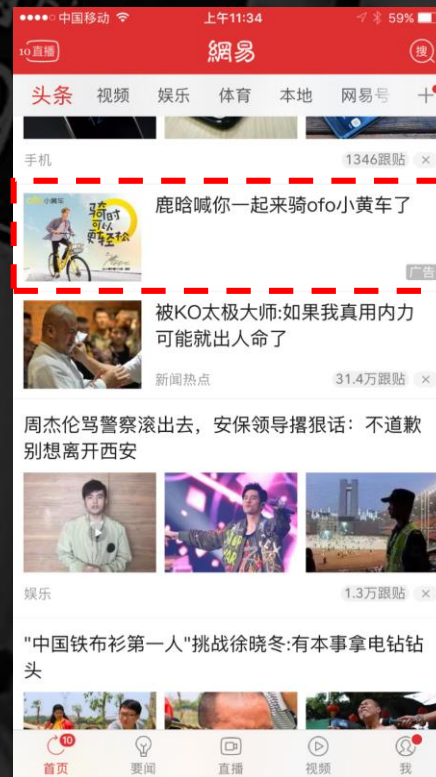 中国移动 上午11:34 59%
10直播 網易 搜
头条 视频 娱乐 体育 本地 网易号 +
手机 1346跟贴 ×
ofo小黄车
骑时可以更轻松
鹿晗喊你一起来骑ofo小黄车了
广告
被KO太极大师:如果我真用内力
可能就出人命了
新闻热点 31.4万跟贴 ×
周杰伦骂警察滚出去，安保领导撂狠话：不道歉
别想离开西安
娱乐 1.3万跟贴 ×
"中国铁布衫第一人"挑战徐晓冬:有本事拿电钻钻
头
10
首页 要闻 直播 视频 我